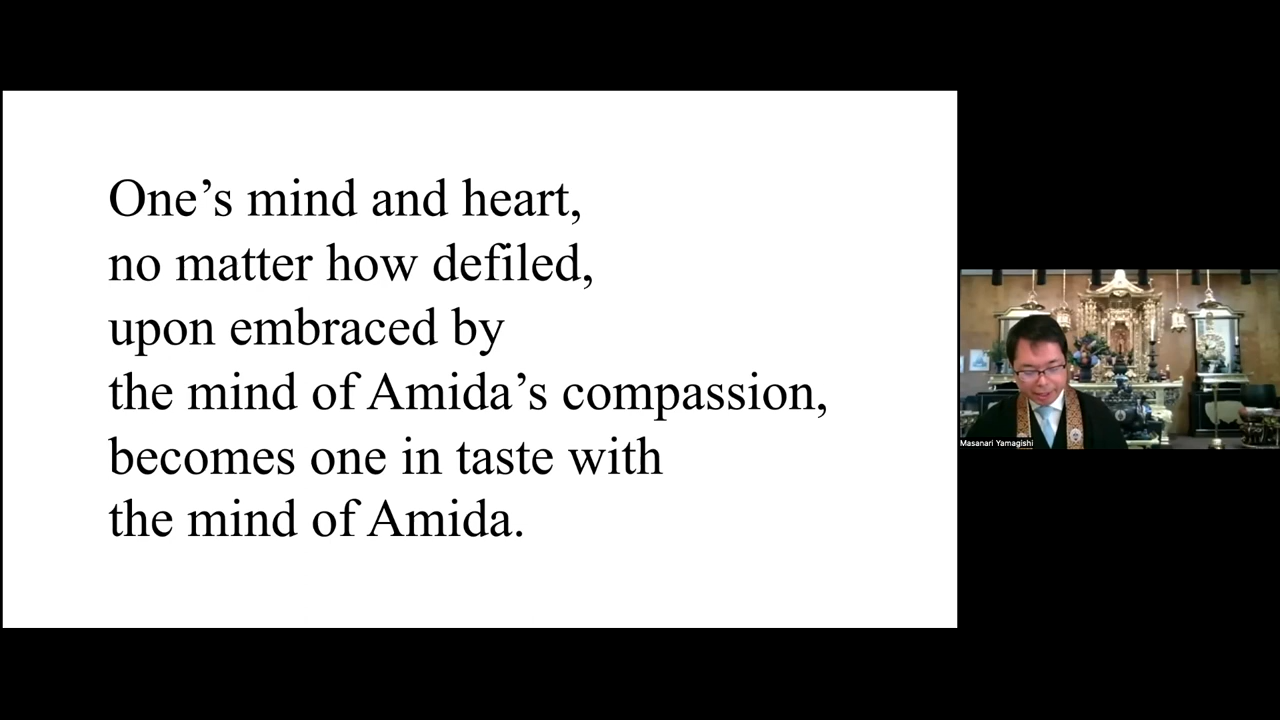 One’s mind and heart,
no matter how defiled,
upon embraced by
the mind of Amida’s compassion,
becomes one in taste with
the mind of Amida.
Masanari Yamagishi